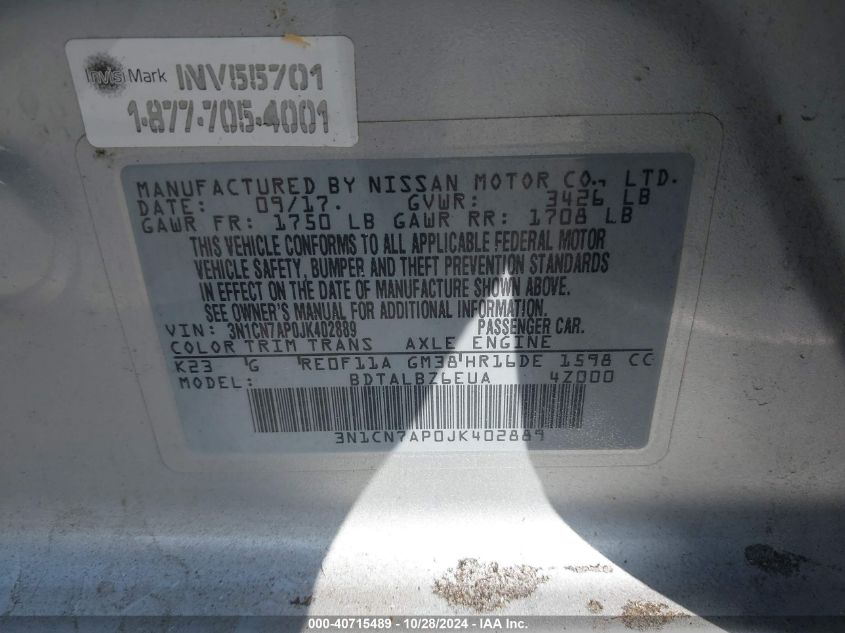 InvisiMark INV55701
1-877-705-4001
MANUFACTURED BY NISSAN MOTOR CO., LTD.
DATE: 09/17. GVWR: 3426 LB
GAWR FR: 1750 LB GAWR RR: 1708 LB
THIS VEHICLE CONFORMS TO ALL APPLICABLE FEDERAL MOTOR
VEHICLE SAFETY, BUMPER AND THEFT PREVENTION STANDARDS
IN EFFECT ON THE DATE OF MANUFACTURE SHOWN ABOVE.
SEE OWNER'S MANUAL FOR ADDITIONAL INFORMATION.
VIN: 3N1CN7AP0JK402889 PASSENGER CAR.
COLOR TRIM TRANS AXLE ENGINE
K23 G RE0F11A GM38 HR16DE 1598 CC
MODEL: BDTALBZ6EUA 4Z000
3N1CN7AP0JK402889
000-40715489 - 10/28/2024 - IAA Inc.